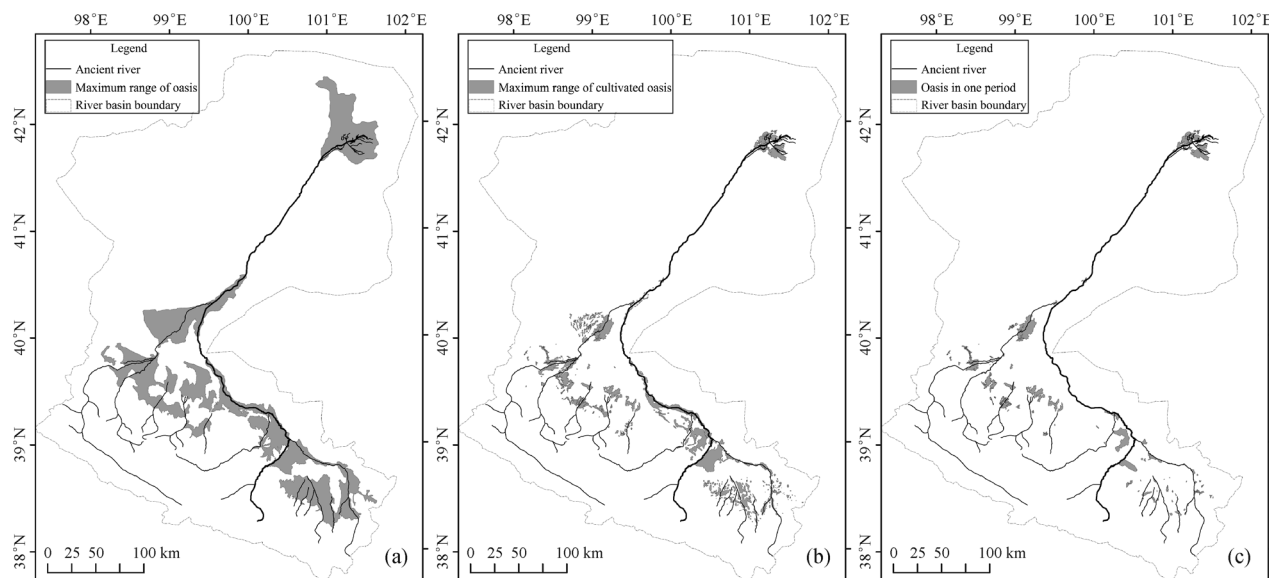 98°E 99°E 100°E 101°E 102°E
98°E 99°E 100°E 101°E 102°E
98°E 99°E 100°E 101°E 102°E
Legend
Ancient river
Maximum range of oasis
River basin boundary
42°N
41°N
40°N
39°N
38°N
0 25 50 100 km
(a)
Legend
Ancient river
Maximum range of cultivated oasis
River basin boundary
42°N
41°N
40°N
39°N
38°N
0 25 50 100 km
(b)
Legend
Ancient river
Oasis in one period
River basin boundary
42°N
41°N
40°N
39°N
38°N
0 25 50 100 km
(c)